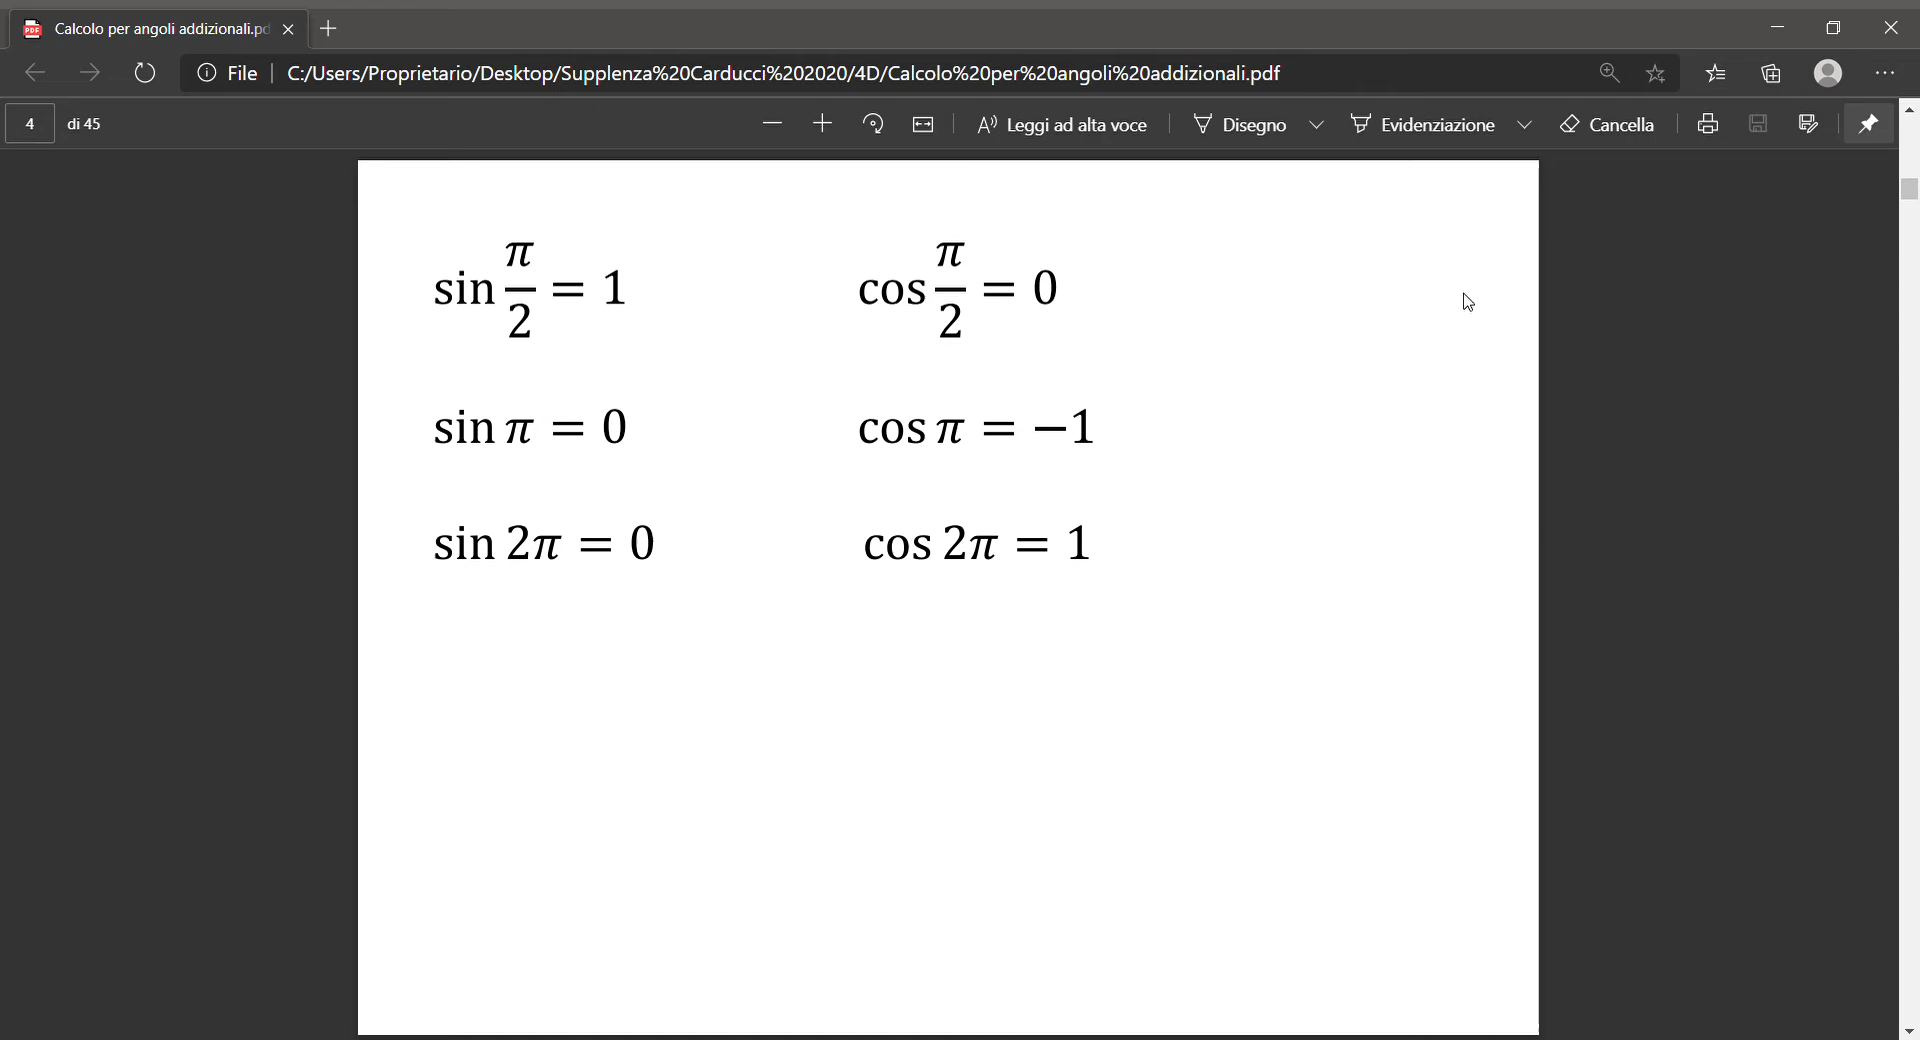 Calcolo per angoli addizionali.pd
File C:/Users/Proprietario/Desktop/Supplenza%20Carducci%202020/4D/Calcolo%20per%20angoli%20addizionali.pdf
4 di 45 Leggi ad alta voce Disegno Evidenziazione Cancella
sin π/2 = 1 cos π/2 = 0
sin π = 0 cos π = −1
sin 2π = 0 cos 2π = 1